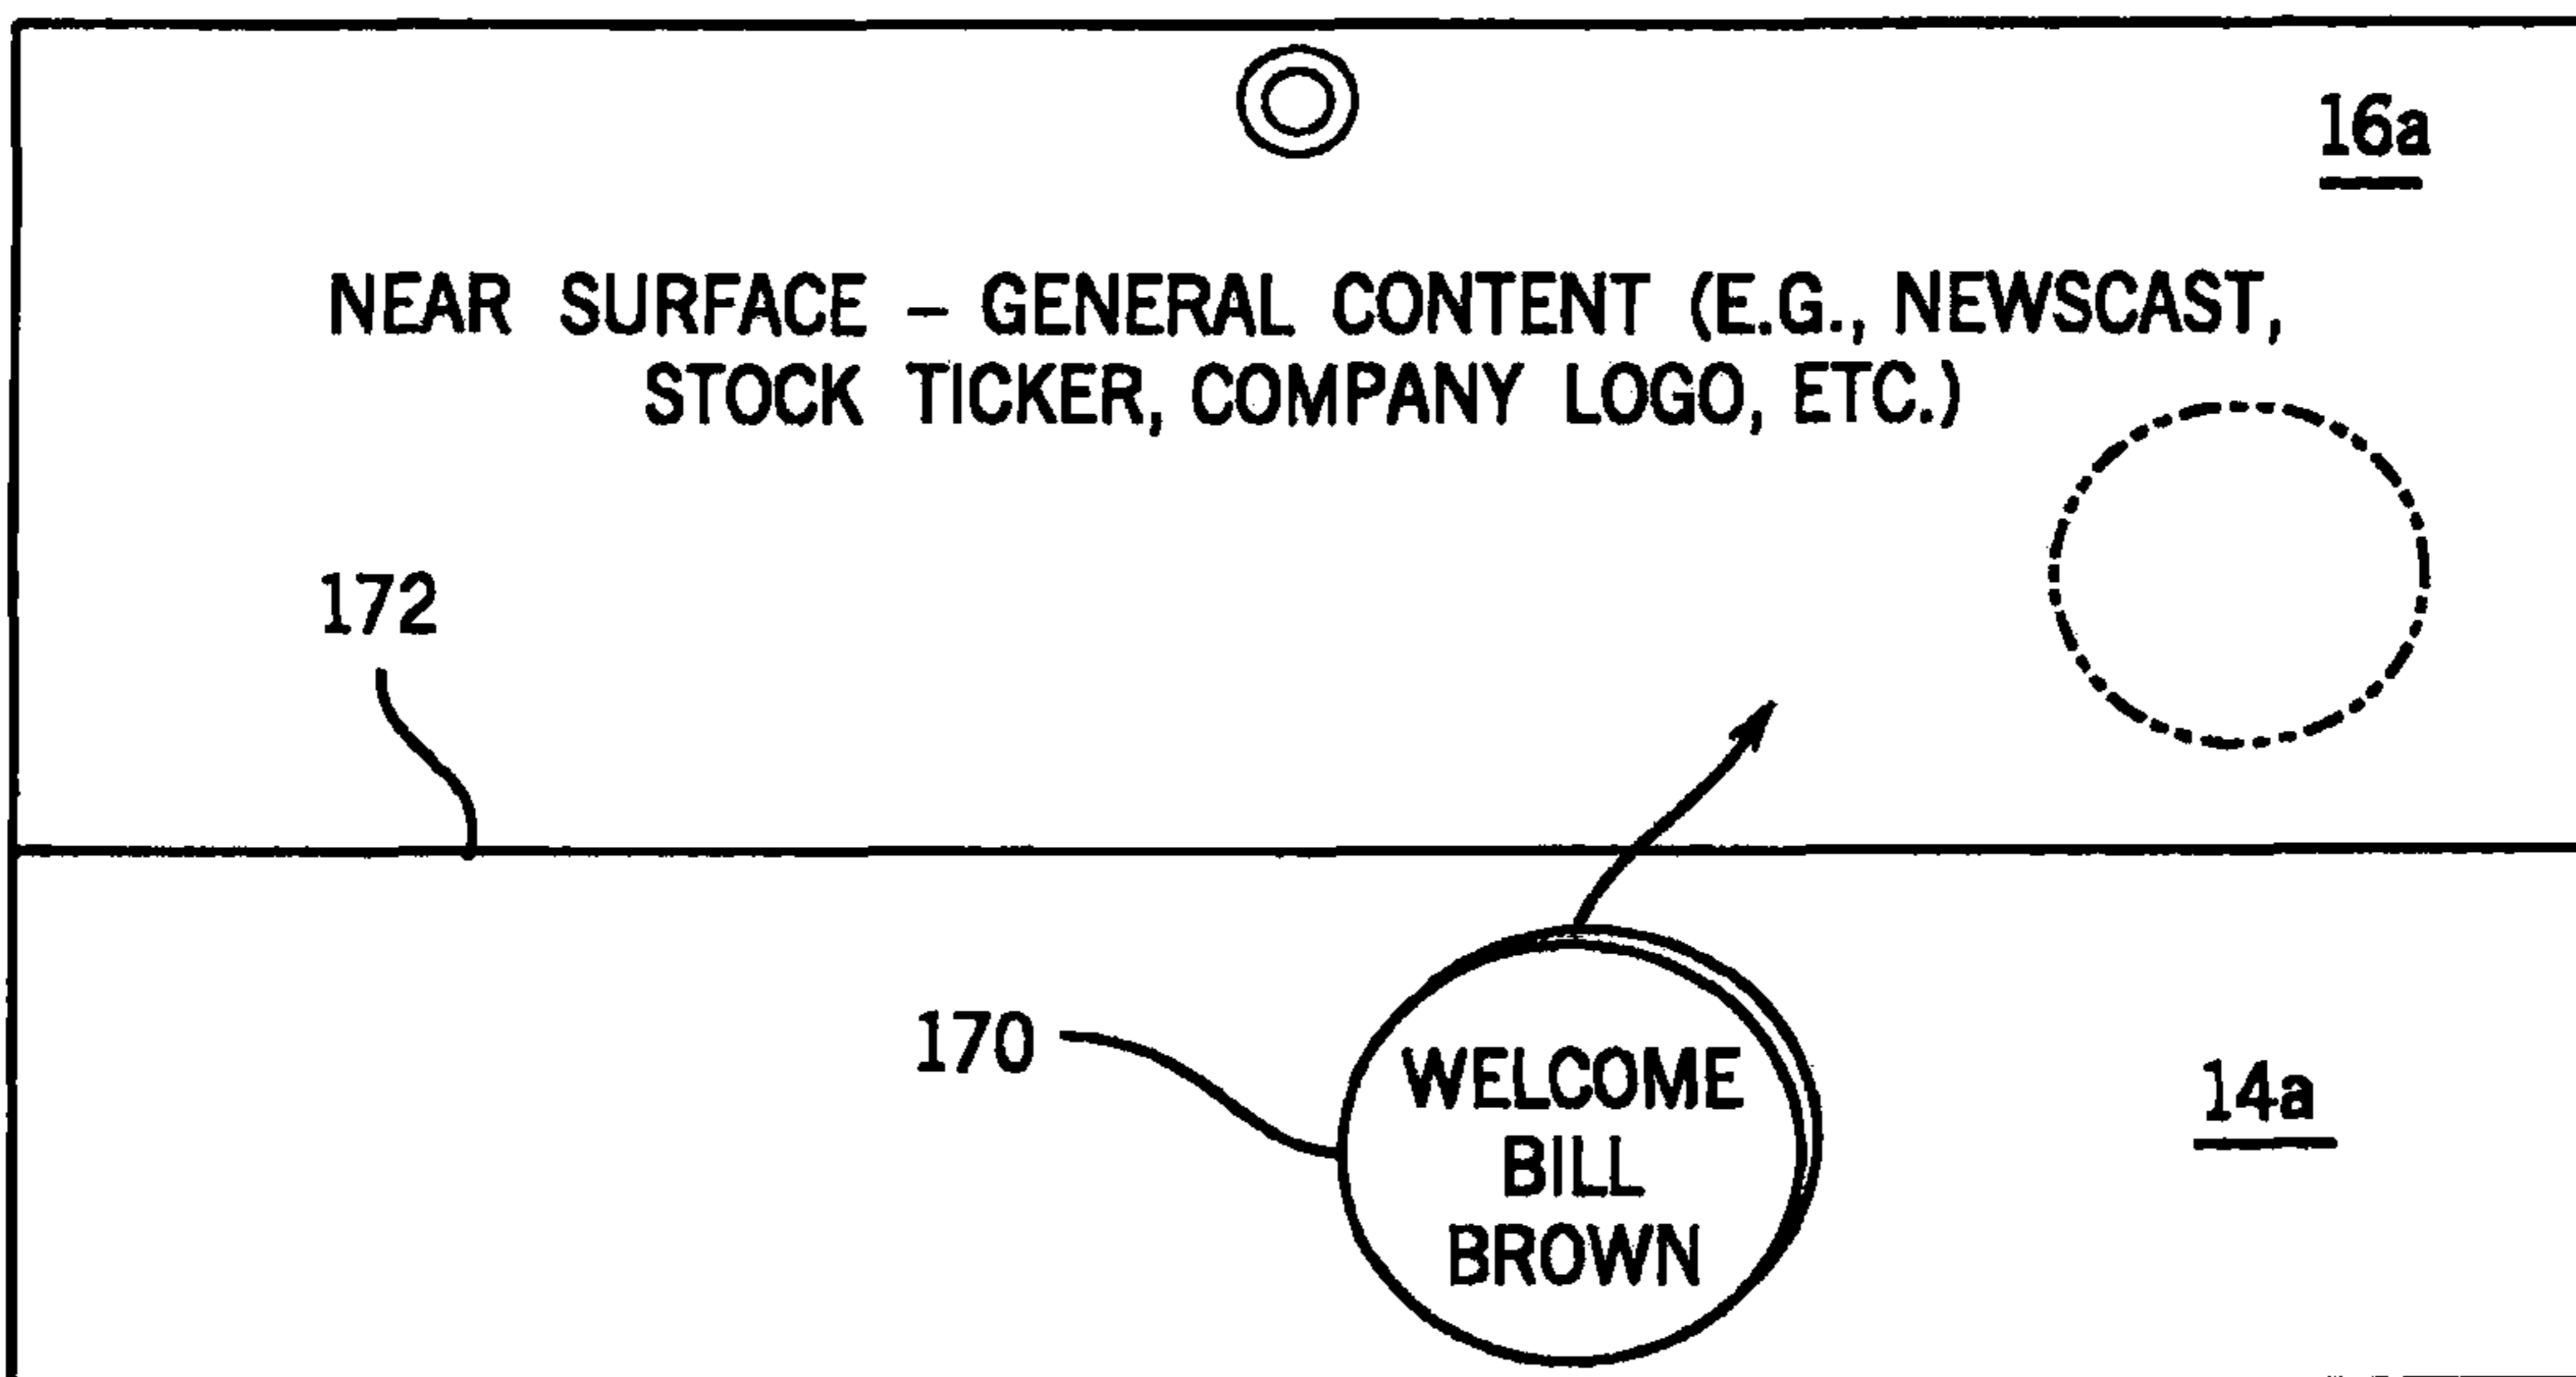 16a
NEAR SURFACE – GENERAL CONTENT (E.G., NEWSCAST,
STOCK TICKER, COMPANY LOGO, ETC.)
172
170
WELCOME
BILL
BROWN
14a